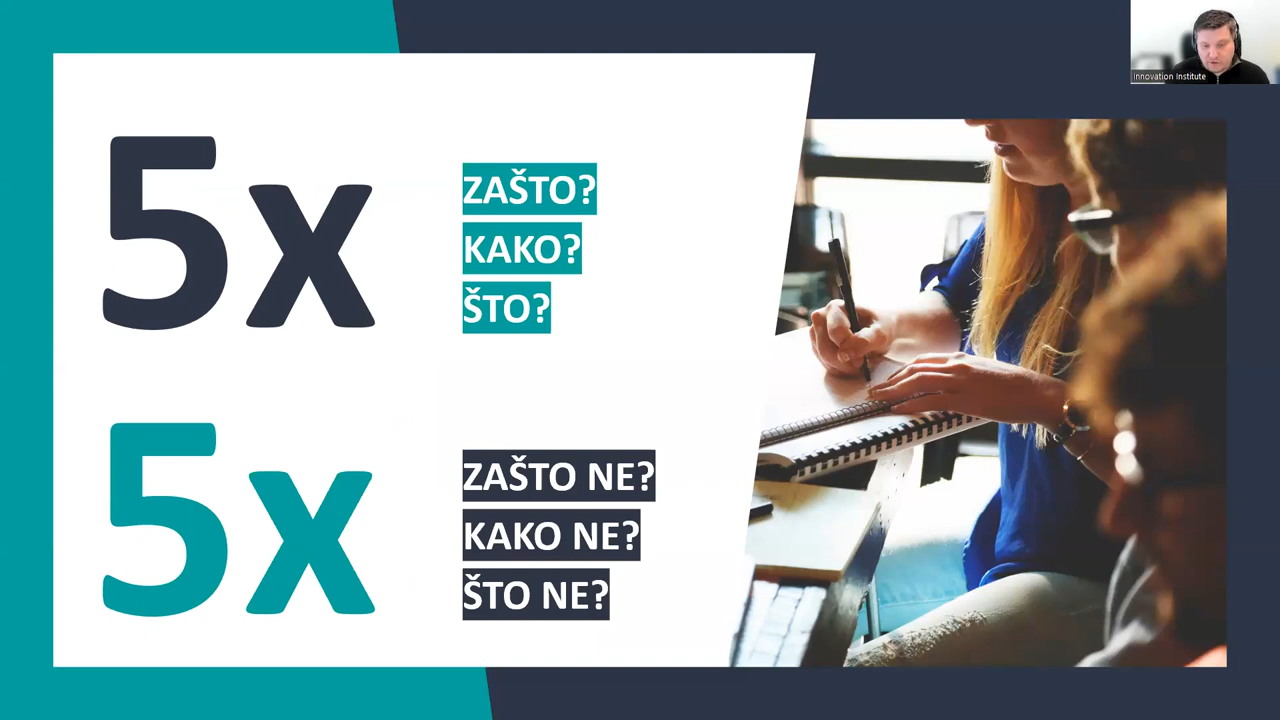 5x
ZAŠTO?
KAKO?
ŠTO?
5x
ZAŠTO NE?
KAKO NE?
ŠTO NE?
Innovation Institute